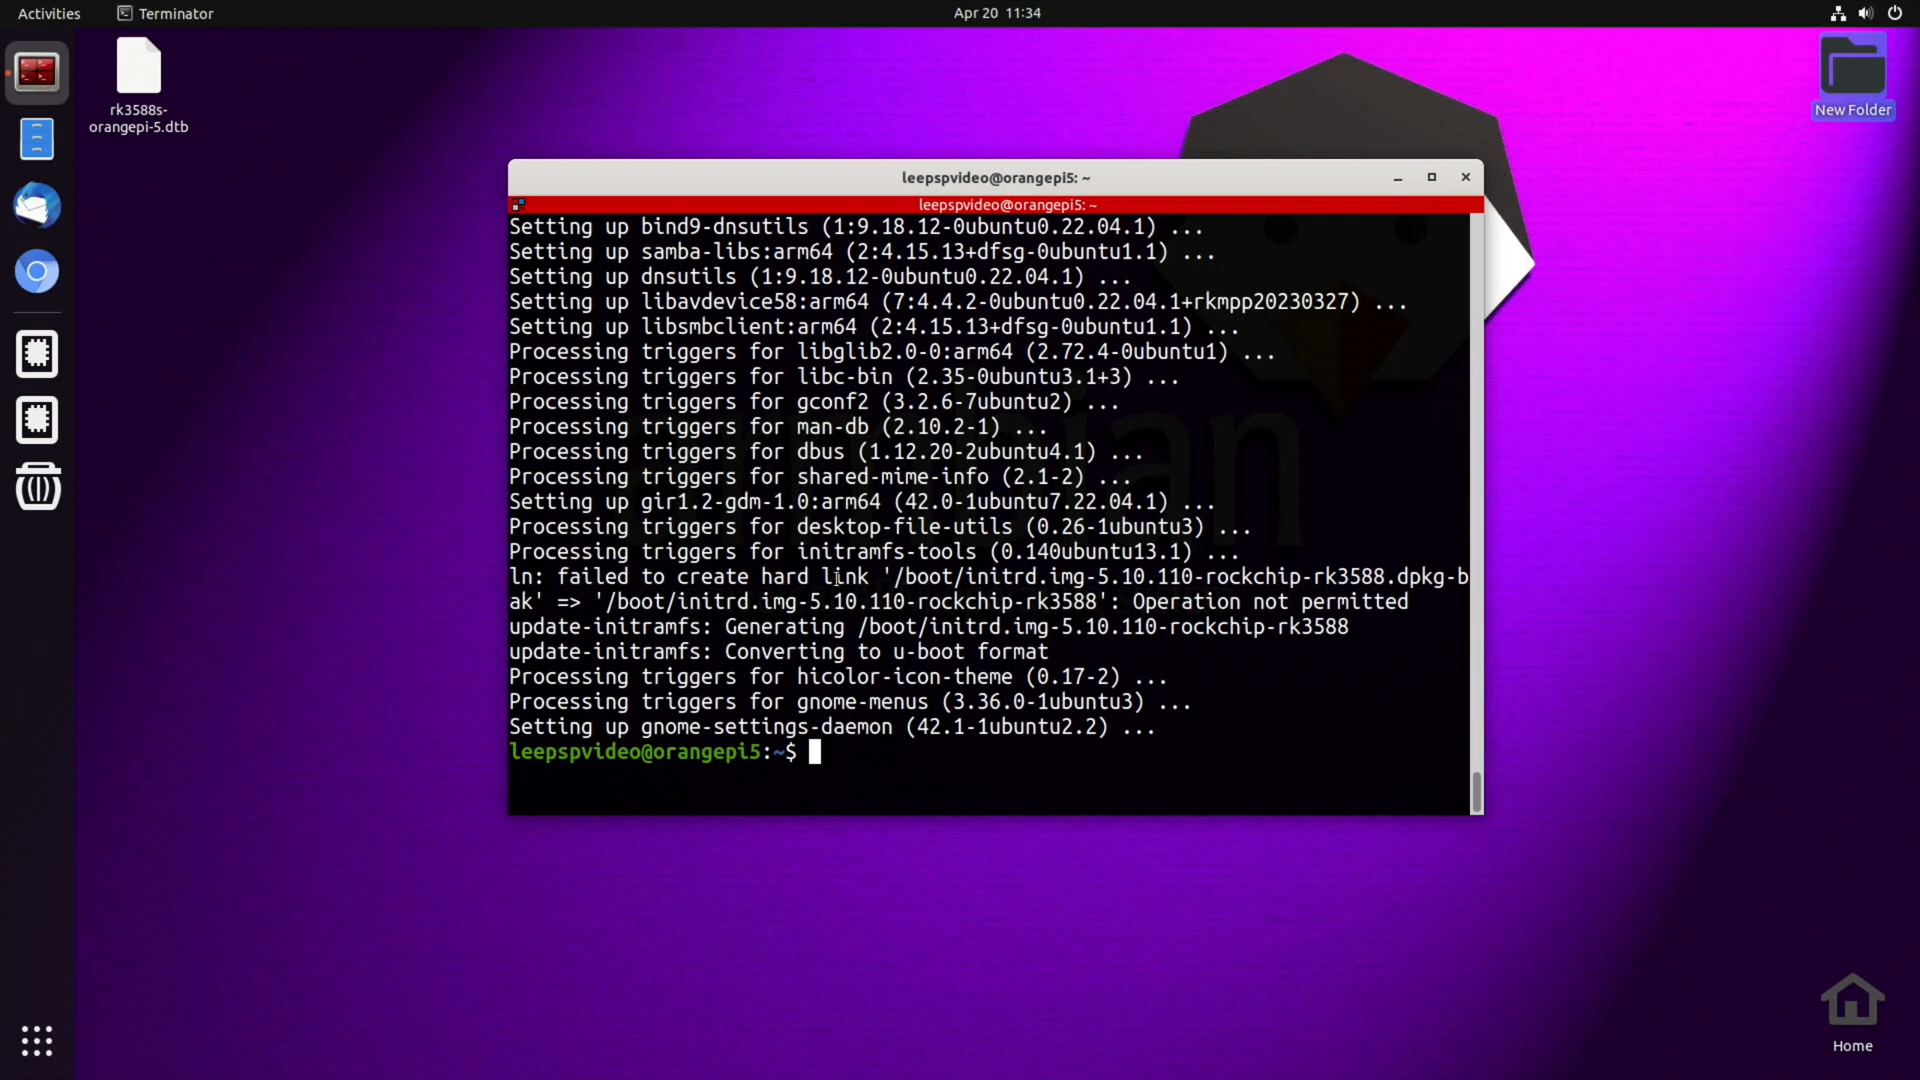 Activities
Terminator
Apr 20 11:34
rk3588s-
orangepi-5.dtb
New Folder
leepspvideo@orangepi5: ~
leepspvideo@orangepi5: ~
Setting up bind9-dnsutils (1:9.18.12-0ubuntu0.22.04.1) ...
Setting up samba-libs:arm64 (2:4.15.13+dfsg-0ubuntu1.1) ...
Setting up dnsutils (1:9.18.12-0ubuntu0.22.04.1) ...
Setting up libavdevice58:arm64 (7:4.4.2-0ubuntu0.22.04.1+rkmpp20230327) ...
Setting up libsmbclient:arm64 (2:4.15.13+dfsg-0ubuntu1.1) ...
Processing triggers for libglib2.0-0:arm64 (2.72.4-0ubuntu1) ...
Processing triggers for libc-bin (2.35-0ubuntu3.1+3) ...
Processing triggers for gconf2 (3.2.6-7ubuntu2) ...
Processing triggers for man-db (2.10.2-1) ...
Processing triggers for dbus (1.12.20-2ubuntu4.1) ...
Processing triggers for shared-mime-info (2.1-2) ...
Setting up gir1.2-gdm-1.0:arm64 (42.0-1ubuntu7.22.04.1) ...
Processing triggers for desktop-file-utils (0.26-1ubuntu3) ...
Processing triggers for initramfs-tools (0.140ubuntu13.1) ...
ln: failed to create hard link '/boot/initrd.img-5.10.110-rockchip-rk3588.dpkg-b
ak' => '/boot/initrd.img-5.10.110-rockchip-rk3588': Operation not permitted
update-initramfs: Generating /boot/initrd.img-5.10.110-rockchip-rk3588
update-initramfs: Converting to u-boot format
Processing triggers for hicolor-icon-theme (0.17-2) ...
Processing triggers for gnome-menus (3.36.0-1ubuntu3) ...
Setting up gnome-settings-daemon (42.1-1ubuntu2.2) ...
leepspvideo@orangepi5:~$
Home